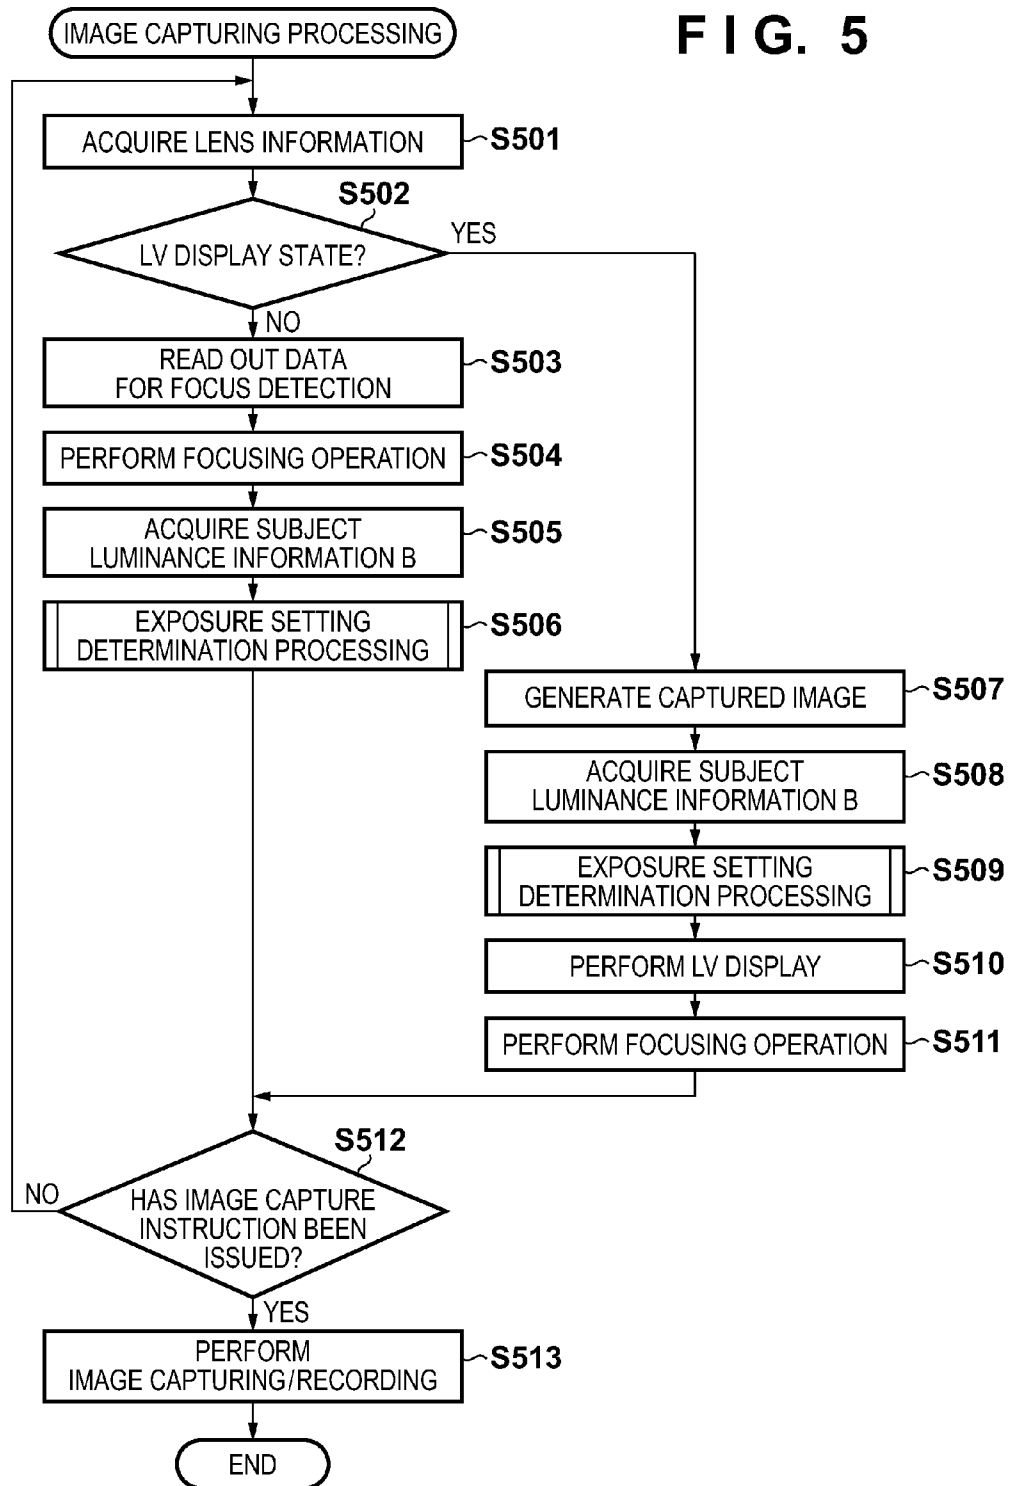 IMAGE CAPTURING PROCESSING
F I G. 5
ACQUIRE LENS INFORMATION
S501
S502
LV DISPLAY STATE?
YES
NO
READ OUT DATA
FOR FOCUS DETECTION
S503
PERFORM FOCUSING OPERATION
S504
ACQUIRE SUBJECT
LUMINANCE INFORMATION B
S505
EXPOSURE SETTING
DETERMINATION PROCESSING
S506
GENERATE CAPTURED IMAGE
S507
ACQUIRE SUBJECT
LUMINANCE INFORMATION B
S508
EXPOSURE SETTING
DETERMINATION PROCESSING
S509
PERFORM LV DISPLAY
S510
PERFORM FOCUSING OPERATION
S511
S512
NO
HAS IMAGE CAPTURE
INSTRUCTION BEEN
ISSUED?
YES
PERFORM
IMAGE CAPTURING/RECORDING
S513
END